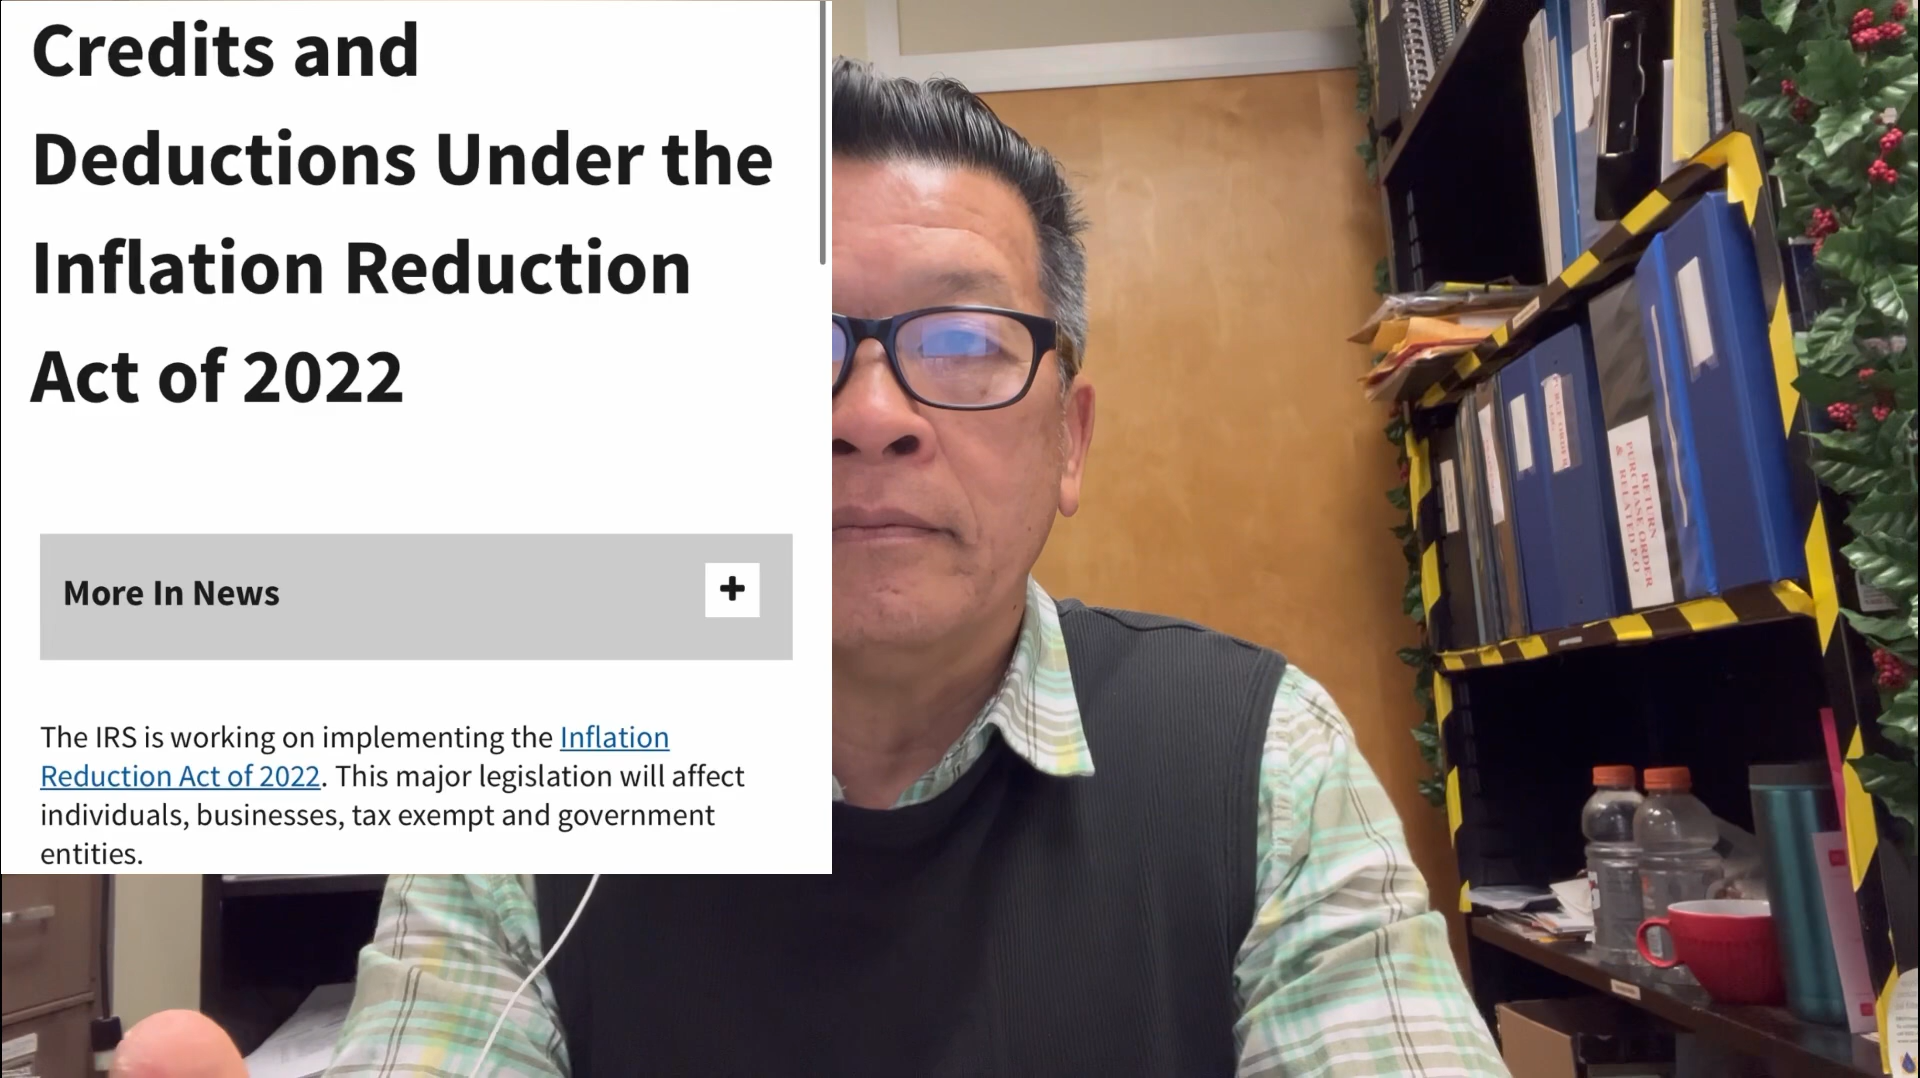 Credits and
Deductions Under the
Inflation Reduction
Act of 2022
More In News
The IRS is working on implementing the Inflation
Reduction Act of 2022. This major legislation will affect
individuals, businesses, tax exempt and government
entities.
RETURN
PURCHASE ORDER
& RELATED P.O